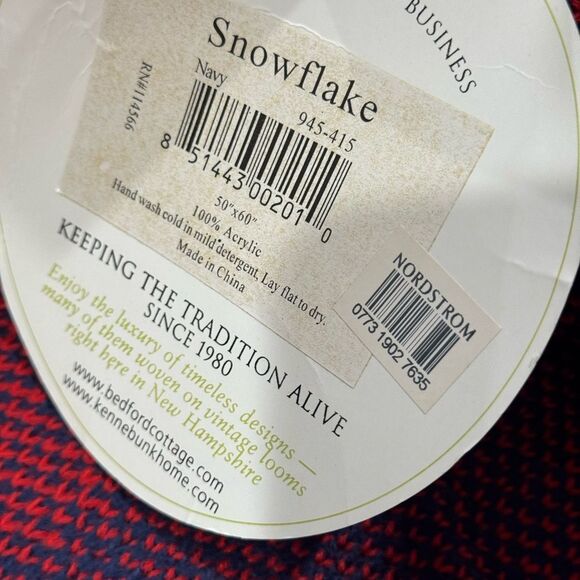 BUSINESS
RN#114566
Snowflake
Navy
945-415
8 51443 00201 0
50"x60"
100% Acrylic
Hand wash cold in mild detergent. Lay flat to dry.
Made in China
NORDSTROM
0773 1902 7635
KEEPING THE TRADITION ALIVE
SINCE 1980
Enjoy the luxury of timeless designs —
many of them woven on vintage looms
right here in New Hampshire
www.bedfordcottage.com
www.kennebunkhome.com